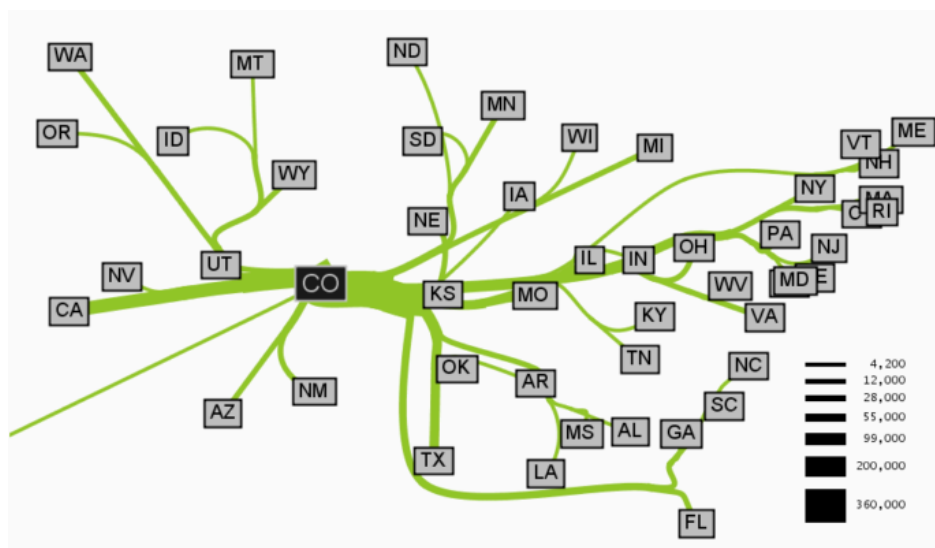 ND
WA
MT
MN
ME
OR
ID
SD
WI
MI
VT
NH
WY
IA
NY
NE
RI
PA
OH
NJ
UT
IL
IN
NV
CO
MD
WV
CA
KS
MO
VA
KY
TN
NC
4,200
OK
AR
12,000
NM
28,000
AZ
SC
55,000
MS
AL
GA
99,000
TX
LA
200,000
360,000
FL